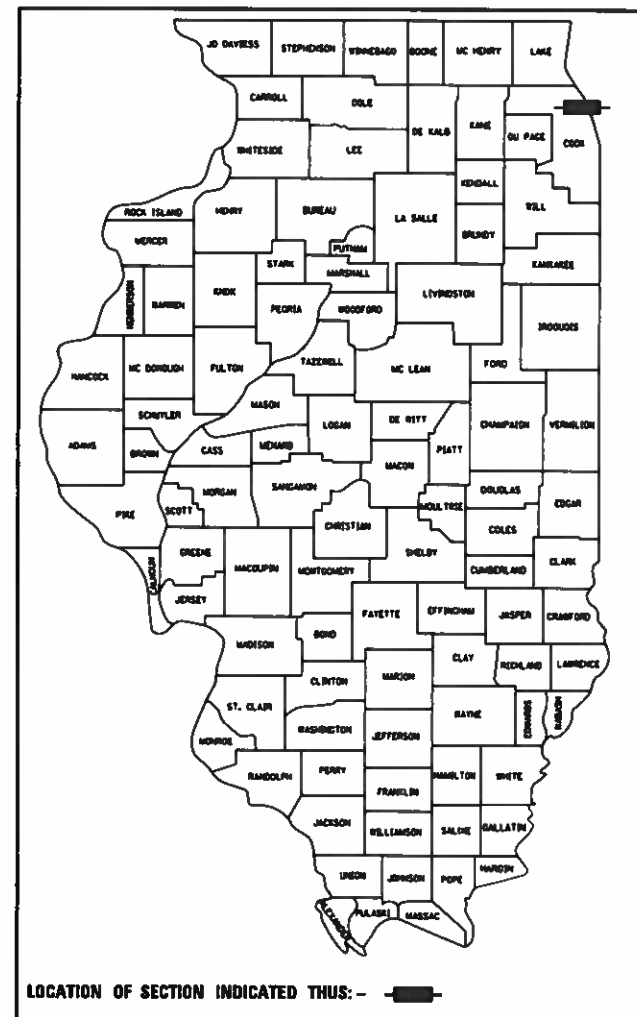 JO DAVIESS STEPHENSON WINNEBAGO BOONE MC HENRY LAKE
CARROLL OGLE DE KALB KANE DU PAGE COOK
WHITESIDE LEE
KENDALL
ROCK ISLAND HENRY BUREAU LA SALLE GRUNDY WILL
MERCER PUTNAM
STARK MARSHALL KANKAKEE
HENDERSON WARREN KNOX PEORIA WOODFORD LIVINGSTON IROQUOIS
HANCOCK MC DONOUGH FULTON TAZEWELL MC LEAN FORD
MASON
SCHUYLER LOGAN DE WITT CHAMPAIGN VERMILION
ADAMS BROWN CASS MENARD MACON PIATT
PIKE SCOTT MORGAN SANGAMON CHRISTIAN MOULTRIE DOUGLAS EDGAR
COLES
GREENE MACOUPIN MONTGOMERY SHELBY CUMBERLAND CLARK
CALHOUN JERSEY
FAYETTE EFFINGHAM JASPER CRAWFORD
MADISON BOND
CLAY RICHLAND LAWRENCE
CLINTON MARION
ST. CLAIR WAYNE EDWARDS WABASH
MONROE WASHINGTON JEFFERSON
RANDOLPH PERRY HAMILTON WHITE
FRANKLIN
JACKSON WILLIAMSON SALINE GALLATIN
UNION JOHNSON POPE HARDIN
ALEXANDER PULASKI MASSAC
LOCATION OF SECTION INDICATED THUS: -